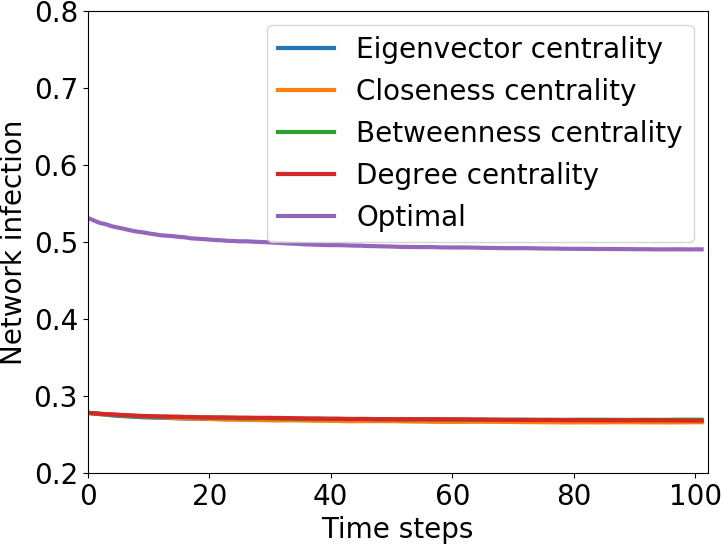 0.8
0.7
0.6
0.5
0.4
0.3
0.2
Network infection
Eigenvector centrality
Closeness centrality
Betweenness centrality
Degree centrality
Optimal
0 20 40 60 80 100
Time steps